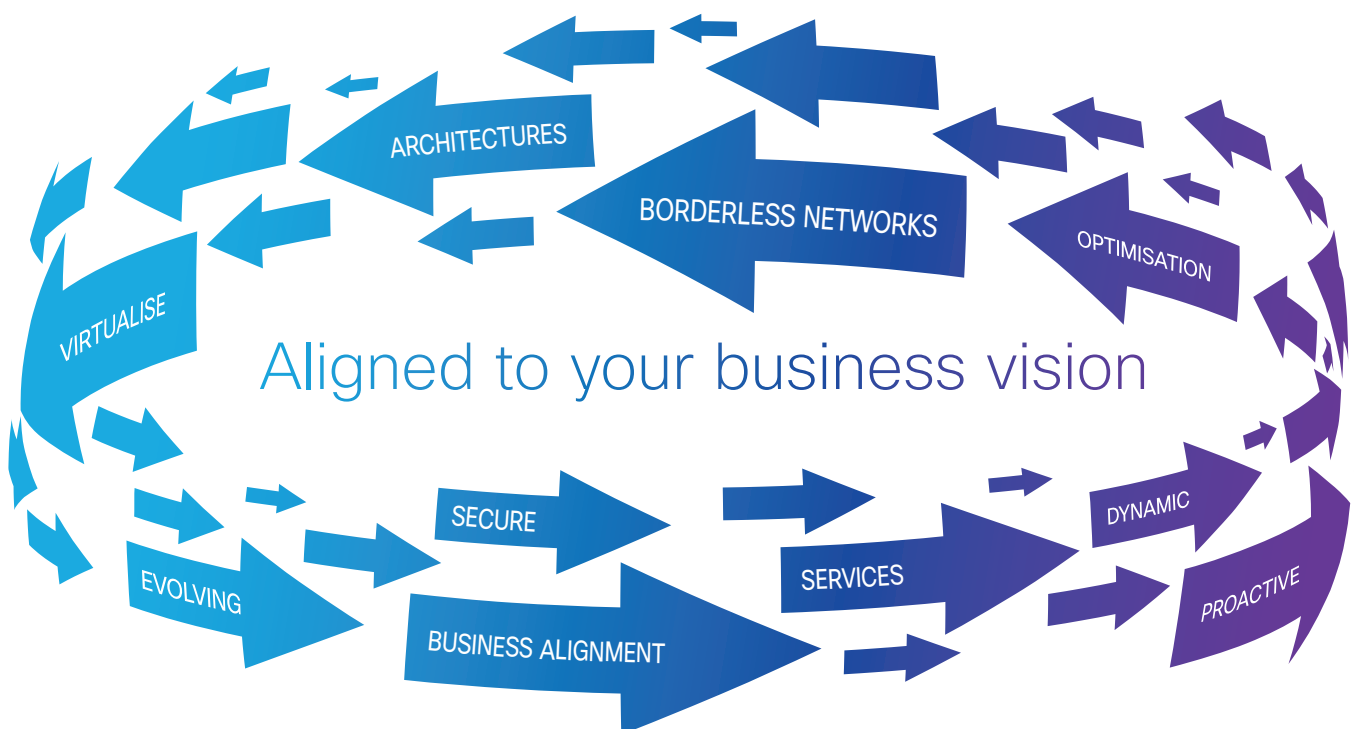 ARCHITECTURES
BORDERLESS NETWORKS
OPTIMISATION
VIRTUALISE
Aligned to your business vision
SECURE
DYNAMIC
EVOLVING
SERVICES
PROACTIVE
BUSINESS ALIGNMENT